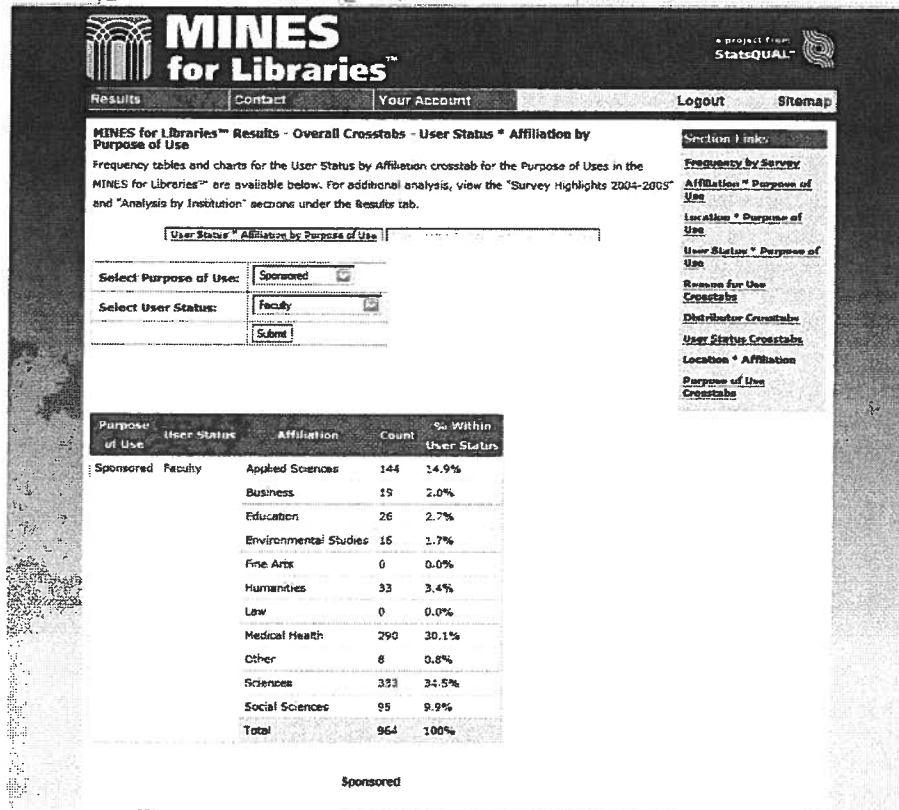 MINES
for Libraries™
a project from
StatsQUAL™
Results Contact Your Account Logout Sitemap
MINES for Libraries™ Results - Overall Crosstabs - User Status * Affiliation by
Purpose of Use
Frequency tables and charts for the User Status by Affiliation crosstab for the Purpose of Uses in the
MINES for Libraries™ are available below. For additional analysis, view the "Survey Highlights 2004-2005"
and "Analysis by Institution" sections under the Results tab.
User Status * Affiliation by Purpose of Use
Select Purpose of Use: Sponsored
Select User Status: Faculty
Submit
Section Links
Frequency by Survey
Affiliation * Purpose of
Use
Location * Purpose of
Use
User Status * Purpose of
Use
Reason for Use
Crosstabs
Distributor Crosstabs
User Status Crosstabs
Location * Affiliation
Purpose of Use
Crosstabs
Purpose
of Use User Status Affiliation Count % Within
User Status
Sponsored Faculty Applied Sciences 144 14.9%
Business 19 2.0%
Education 26 2.7%
Environmental Studies 16 1.7%
Fine Arts 0 0.0%
Humanities 33 3.4%
Law 0 0.0%
Medical Health 290 30.1%
Other 8 0.8%
Sciences 333 34.5%
Social Sciences 95 9.9%
Total 964 100%
Sponsored